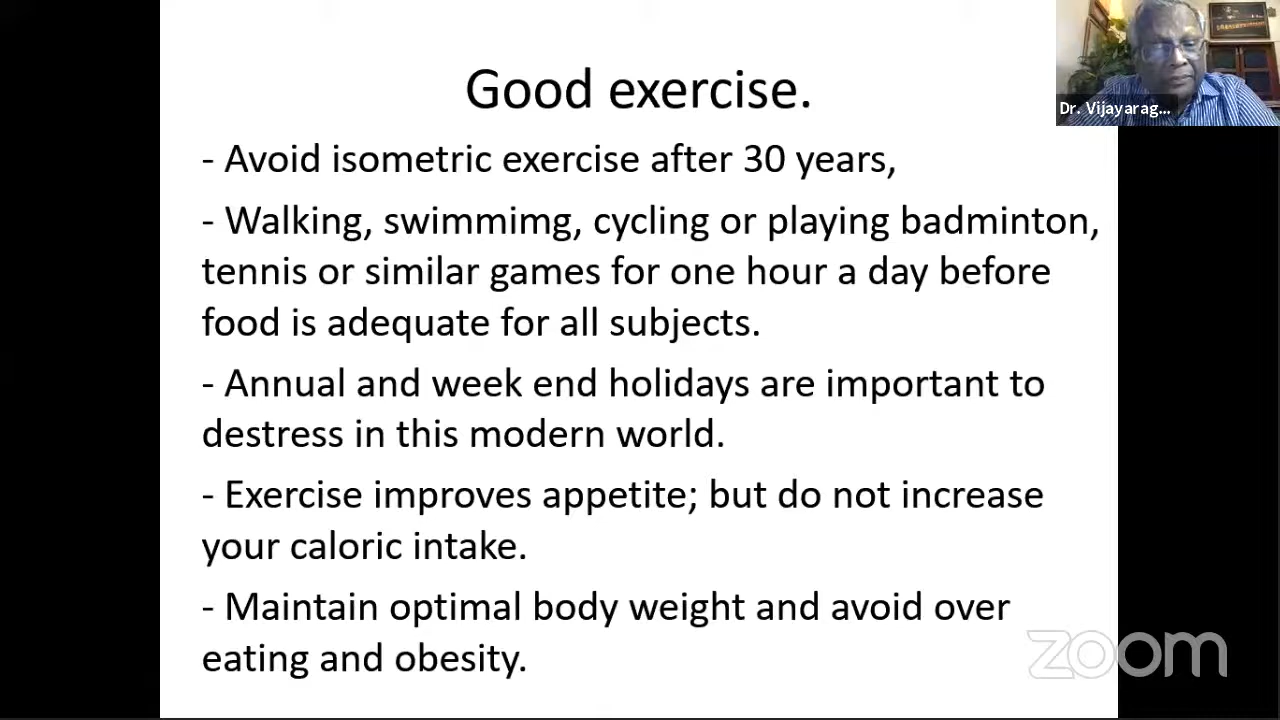 Good exercise.
- Avoid isometric exercise after 30 years,
- Walking, swimmimg, cycling or playing badminton,
tennis or similar games for one hour a day before
food is adequate for all subjects.
- Annual and week end holidays are important to
destress in this modern world.
- Exercise improves appetite; but do not increase
your caloric intake.
- Maintain optimal body weight and avoid over
eating and obesity.
Dr. Vijayarag...
zoom